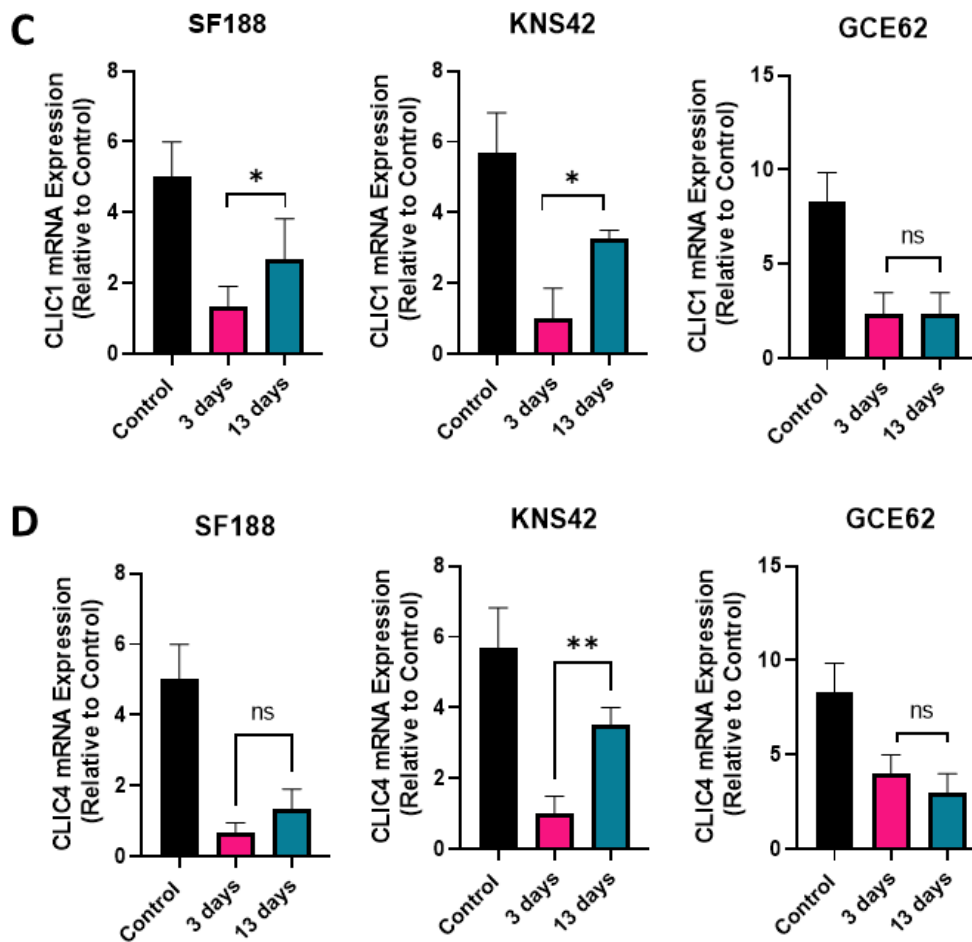 C
SF188
CLIC1 mRNA Expression
(Relative to Control)
8
6
4
2
0
*
Control
3 days
13 days
KNS42
CLIC1 mRNA Expression
(Relative to Control)
8
6
4
2
0
*
Control
3 days
13 days
GCE62
CLIC1 mRNA Expression
(Relative to Control)
15
10
5
0
ns
Control
3 days
13 days
D
SF188
CLIC4 mRNA Expression
(Relative to Control)
8
6
4
2
0
ns
Control
3 days
13 days
KNS42
CLIC4 mRNA Expression
(Relative to Control)
8
6
4
2
0
**
Control
3 days
13 days
GCE62
CLIC4 mRNA Expression
(Relative to Control)
15
10
5
0
ns
Control
3 days
13 days